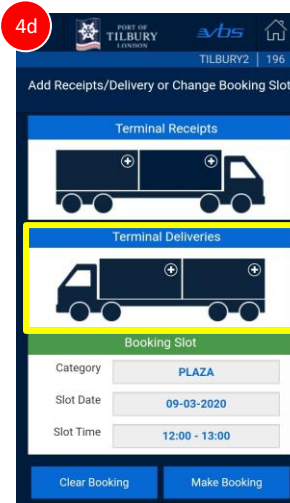 4d
PORT OF
TILBURY
LONDON
vbs
TILBURY2 | 196
Add Receipts/Delivery or Change Booking Slot
Terminal Receipts
Terminal Deliveries
Booking Slot
Category PLAZA
Slot Date 09-03-2020
Slot Time 12:00 - 13:00
Clear Booking Make Booking